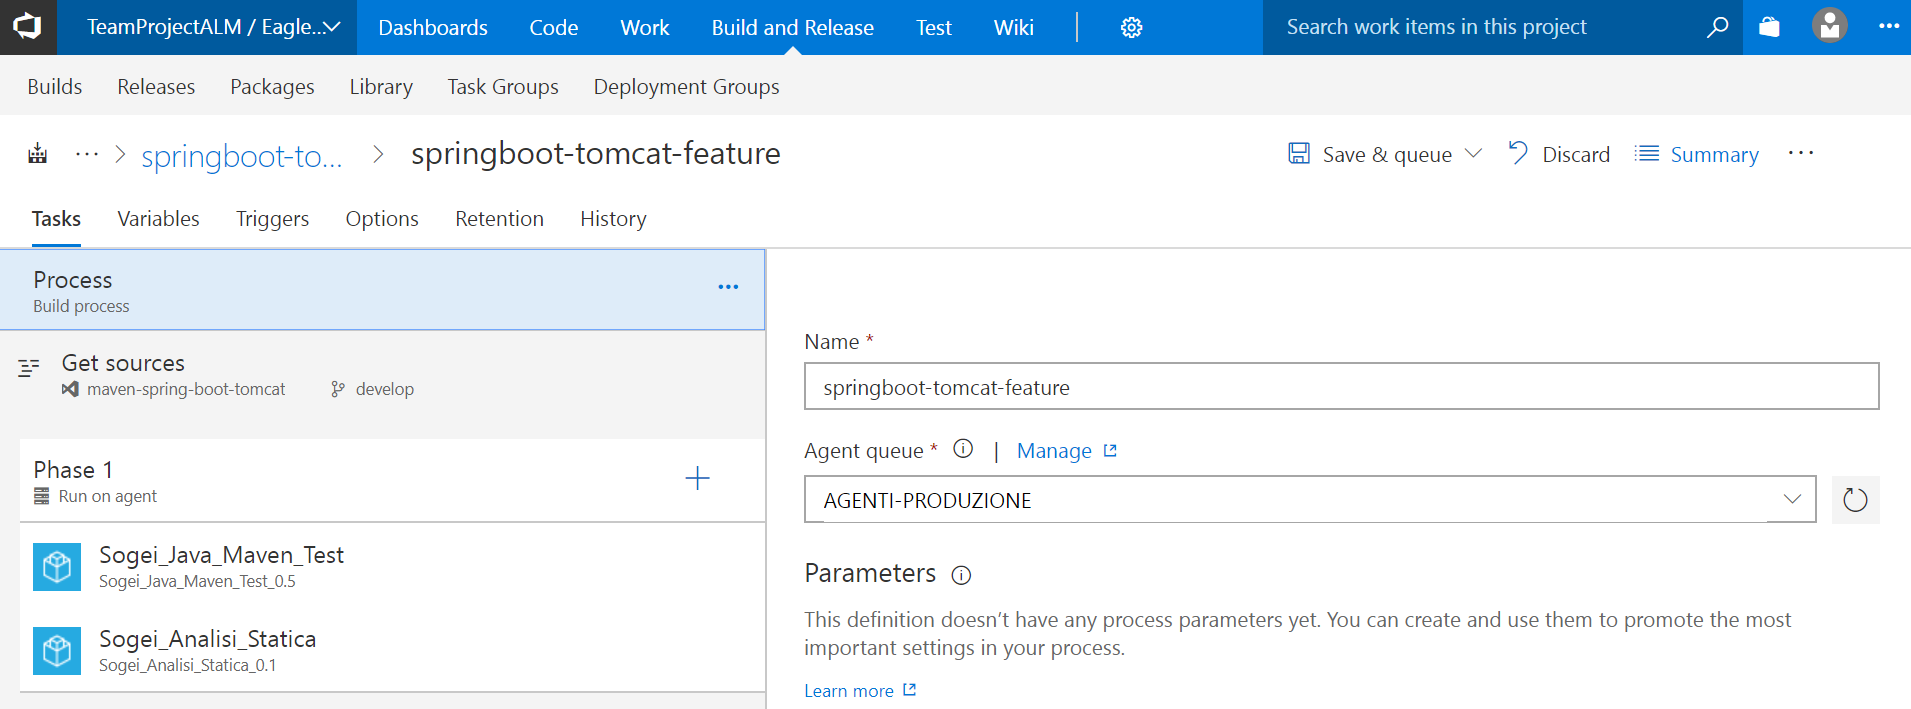 TeamProjectALM / Eagle...
Dashboards Code Work Build and Release Test Wiki
Search work items in this project
Builds Releases Packages Library Task Groups Deployment Groups
... > springboot-to... > springboot-tomcat-feature
Save & queue Discard Summary ...
Tasks Variables Triggers Options Retention History
Process
Build process
Get sources
maven-spring-boot-tomcat develop
Phase 1
Run on agent
Sogei_Java_Maven_Test
Sogei_Java_Maven_Test_0.5
Sogei_Analisi_Statica
Sogei_Analisi_Statica_0.1
Name *
springboot-tomcat-feature
Agent queue * | Manage
AGENTI-PRODUZIONE
Parameters
This definition doesn’t have any process parameters yet. You can create and use them to promote the most
important settings in your process.
Learn more